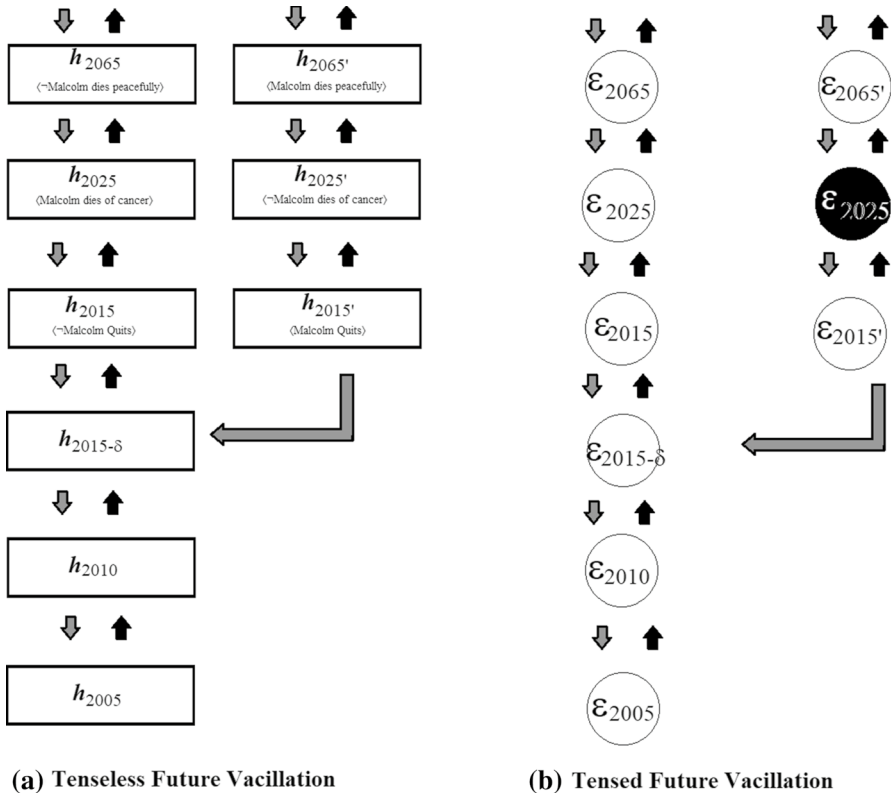 h2065
⟨¬Malcolm dies peacefully⟩
h2065'
⟨Malcolm dies peacefully⟩
h2025
⟨Malcolm dies of cancer⟩
h2025'
⟨¬Malcolm dies of cancer⟩
h2015
⟨¬Malcolm Quits⟩
h2015'
⟨Malcolm Quits⟩
h2015-δ
h2010
h2005
(a) Tenseless Future Vacillation
ε2065
ε2065'
ε2025
ε2025
ε2015
ε2015'
ε2015-δ
ε2010
ε2005
(b) Tensed Future Vacillation